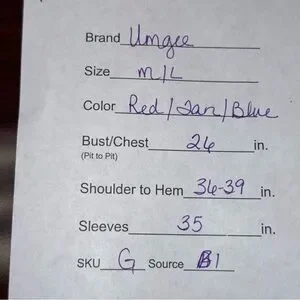 Brand Umgee
Size M/L
Color Red/Tan/Blue
Bust/Chest 26 in.
(Pit to Pit)
Shoulder to Hem 36-39 in.
Sleeves 35 in.
SKU G Source B1